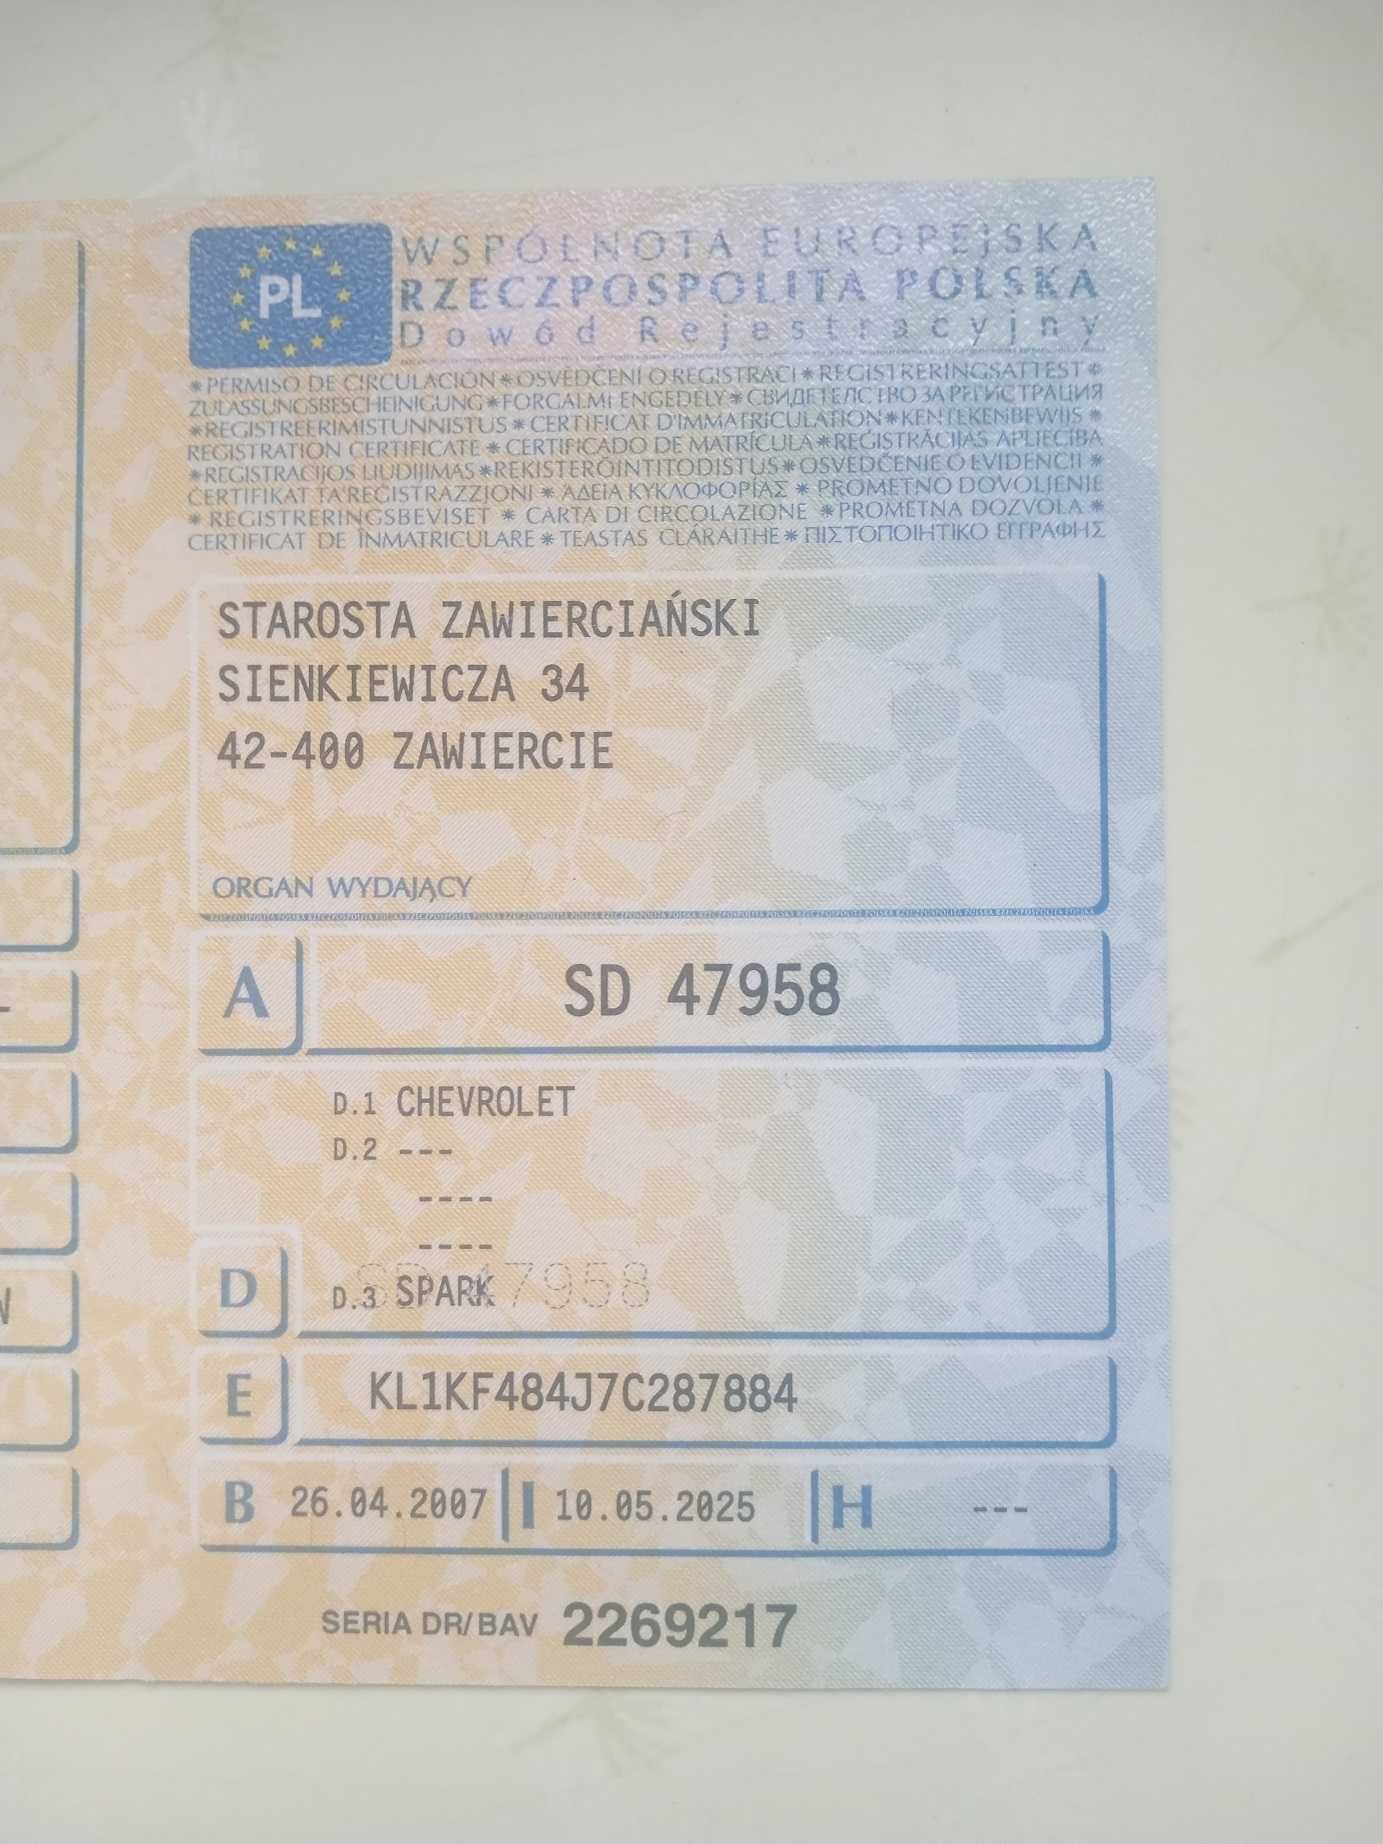 PL
WSPÓLNOTA EUROPEJSKA
RZECZPOSPOLITA POLSKA
Dowód Rejestracyjny
*PERMISO DE CIRCULACIÓN*OSVĚDČENÍ O REGISTRACI*REGISTRERINGSATTEST*
ZULASSUNGSBESCHEINIGUNG*FORGALMI ENGEDÉLY*СВИДЕТЕЛСТВО ЗА РЕГИСТРАЦИЯ
*REGISTREERIMISTUNNISTUS*CERTIFICAT D'IMMATRICULATION*KENTEKENBEWIJS*
REGISTRATION CERTIFICATE*CERTIFICADO DE MATRÍCULA*REĢISTRĀCIJAS APLIECĪBA
*REGISTRACIJOS LIUDIJIMAS*REKISTERÖINTITODISTUS*OSVEDČENIE O EVIDENCII*
ĊERTIFIKAT TA'REĠISTRAZZJONI*ΑΔΕΙΑ ΚΥΚΛΟΦΟΡΙΑΣ*PROMETNO DOVOLJENJE
*REGISTRERINGSBEVISET*CARTA DI CIRCOLAZIONE*PROMETNA DOZVOLA*
CERTIFICAT DE ÎNMATRICULARE*TEASTAS CLÁRAITHE*ΠΙΣΤΟΠΟΙΗΤΙΚΟ ΕΓΓΡΑΦΗΣ
STAROSTA ZAWIERCIAŃSKI
SIENKIEWICZA 34
42-400 ZAWIERCIE
ORGAN WYDAJĄCY
A SD 47958
D.1 CHEVROLET
D.2 ---
----
----
D D.3 SPARK
SD 47958
E KL1KF484J7C287884
B 26.04.2007 I 10.05.2025 H ---
SERIA DR/BAV 2269217